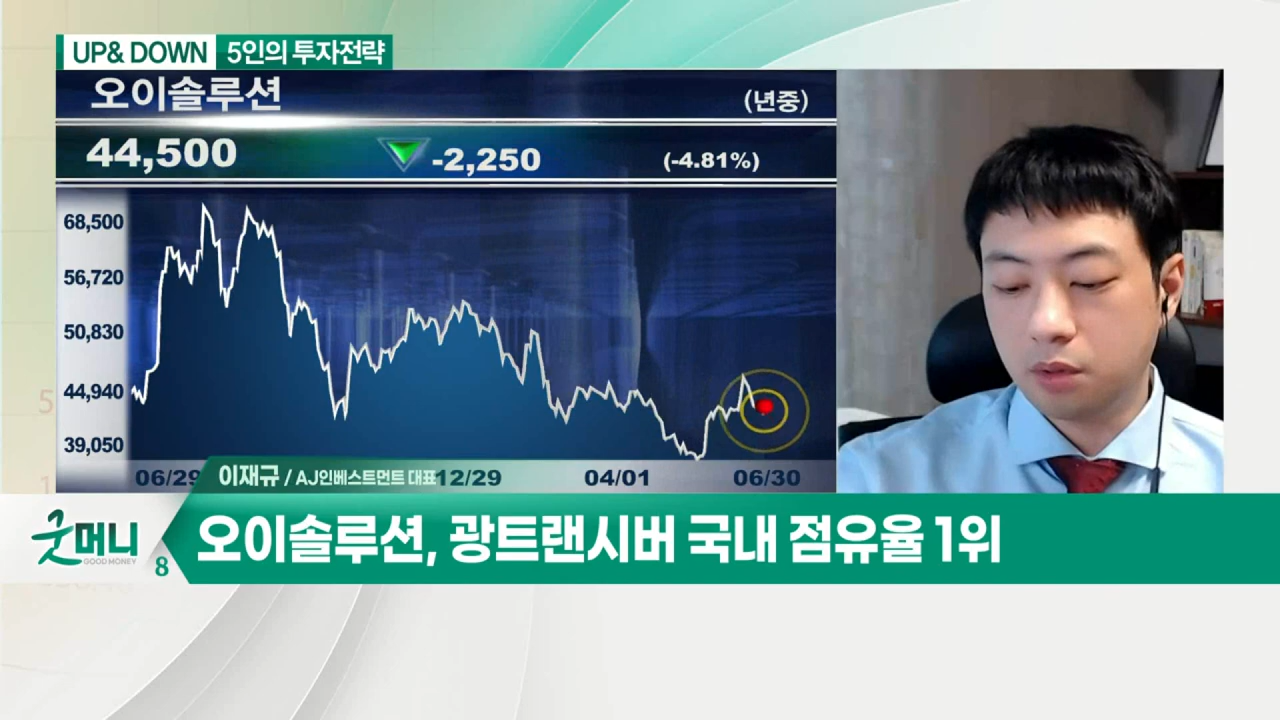 UP& DOWN 5인의 투자전략
오이솔루션 (년중)
44,500 -2,250 (-4.81%)
68,500
56,720
50,830
44,940
39,050
06/29 12/29 04/01 06/30
이재규 / AJ인베스트먼트 대표
굿머니
GOOD MONEY
8
오이솔루션, 광트랜시버 국내 점유율 1위